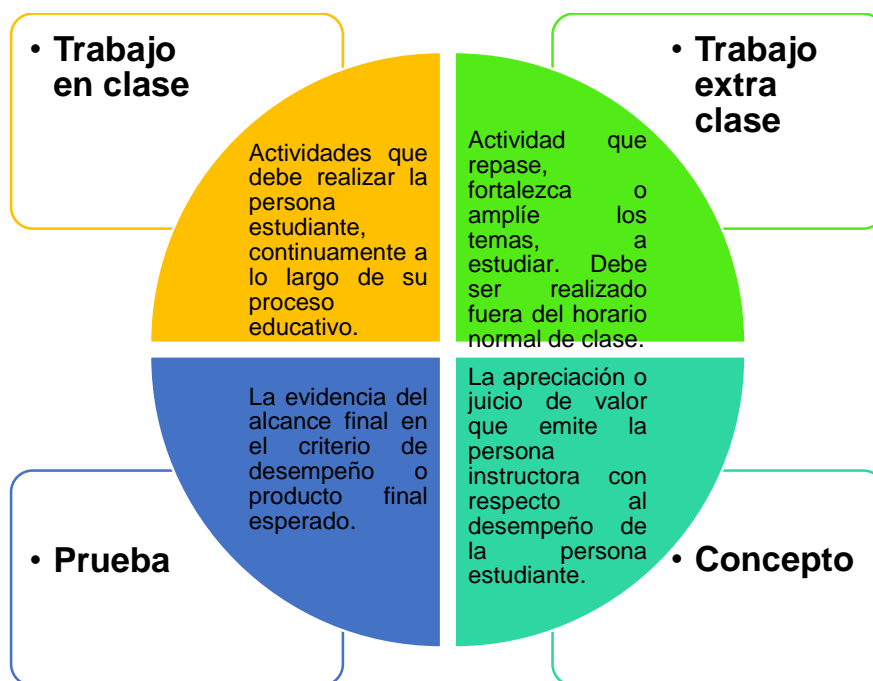 • Trabajo
en clase
Actividades que
debe realizar la
persona
estudiante,
continuamente a
lo largo de su
proceso
educativo.
• Trabajo
extra
clase
Actividad que
repase,
fortalezca o
amplíe los
temas, a
estudiar. Debe
ser realizado
fuera del horario
normal de clase.
• Prueba
La evidencia del
alcance final en
el criterio de
desempeño o
producto final
esperado.
• Concepto
La apreciación o
juicio de valor
que emite la
persona
instructora con
respecto al
desempeño de
la persona
estudiante.